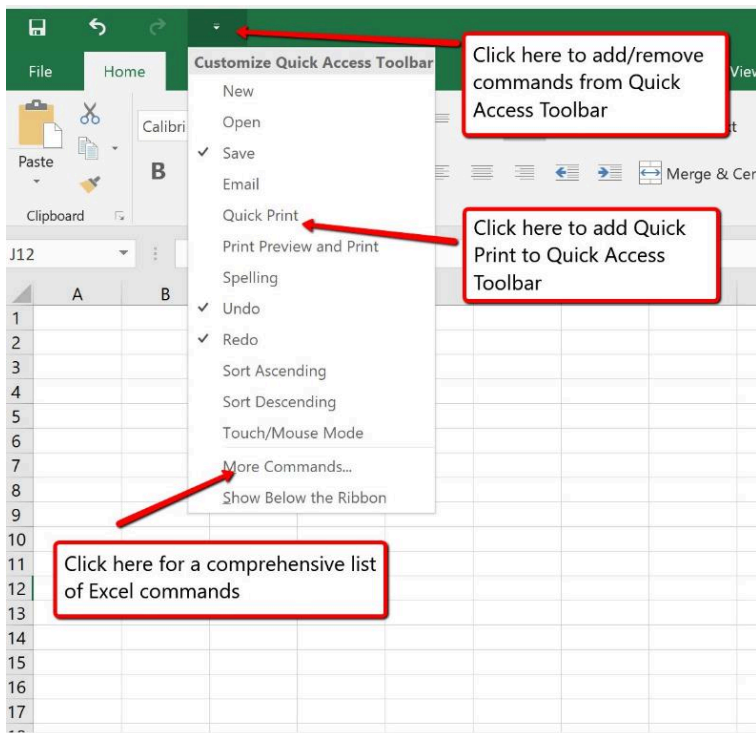 File Home View
Customize Quick Access Toolbar
New
Open
Save
Email
Quick Print
Print Preview and Print
Spelling
Undo
Redo
Sort Ascending
Sort Descending
Touch/Mouse Mode
More Commands...
Show Below the Ribbon
Click here to add/remove
commands from Quick
Access Toolbar
Click here to add Quick
Print to Quick Access
Toolbar
Click here for a comprehensive list
of Excel commands
Paste
Calibri
B
Merge & Cen
Clipboard
J12
A B
1
2
3
4
5
6
7
8
9
10
11
12
13
14
15
16
17